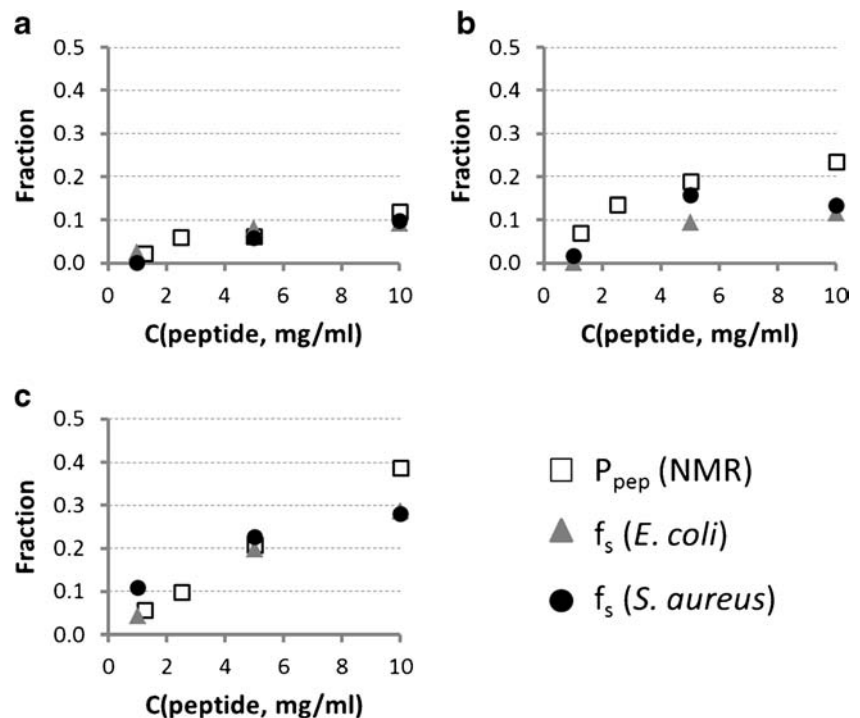 a
0.5
0.4
0.3
0.2
0.1
0.0
Fraction
0 2 4 6 8 10
C(peptide, mg/ml)
b
0.5
0.4
0.3
0.2
0.1
0.0
Fraction
0 2 4 6 8 10
C(peptide, mg/ml)
c
0.5
0.4
0.3
0.2
0.1
0.0
Fraction
0 2 4 6 8 10
C(peptide, mg/ml)
Ppep (NMR)
fs (E. coli)
fs (S. aureus)